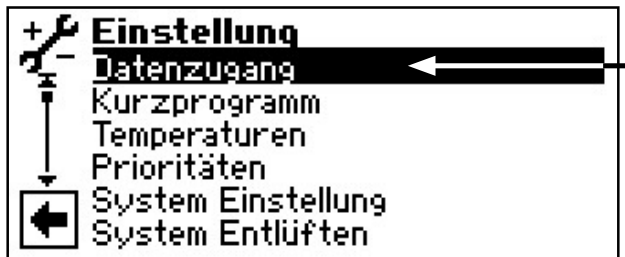 Einstellung
Datenzugang
Kurzprogramm
Temperaturen
Prioritäten
System Einstellung
System Entlüften